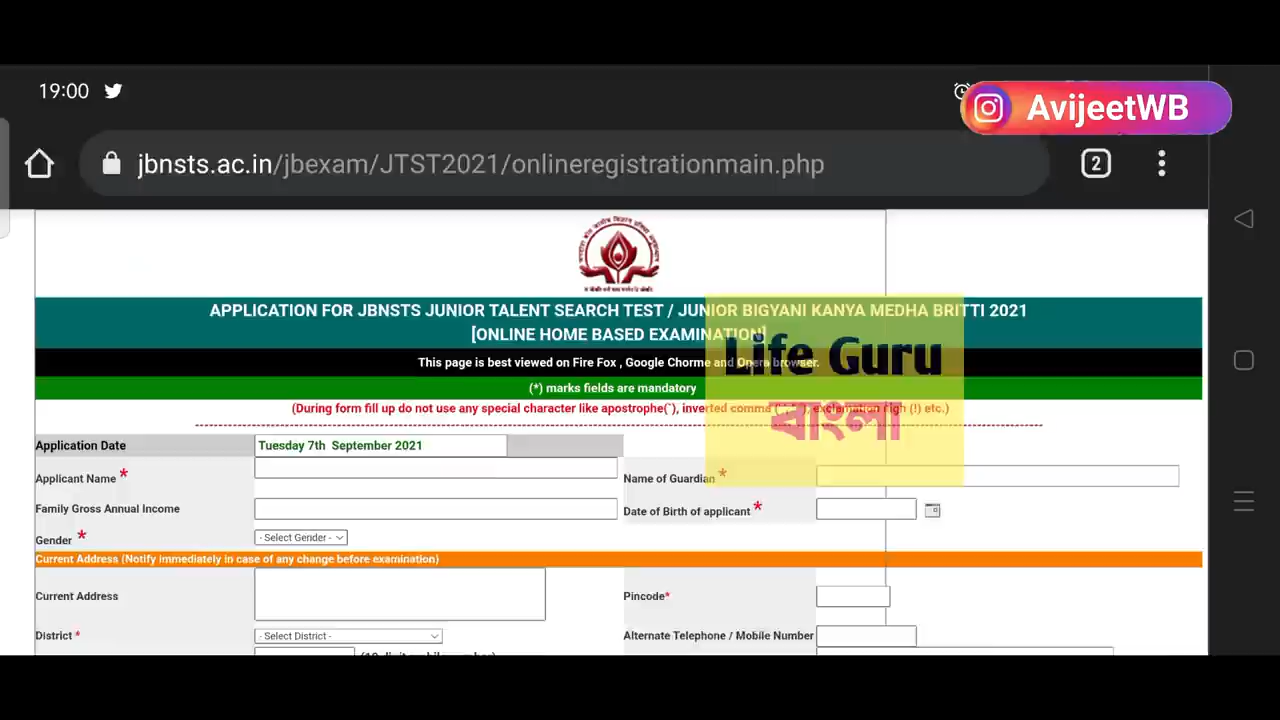 19:00
AvijeetWB
jbnsts.ac.in/jbexam/JTST2021/onlineregistrationmain.php
2
APPLICATION FOR JBNSTS JUNIOR TALENT SEARCH TEST / JUNIOR BIGYANI KANYA MEDHA BRITTI 2021
[ONLINE HOME BASED EXAMINATION]
This page is best viewed on Fire Fox , Google Chorme and Opera browser.
Life Guru
বাংলা
(*) marks fields are mandatory
(During form fill up do not use any special character like apostrophe(`), inverted comma exclamation sigh (!) etc.)
Application Date Tuesday 7th September 2021
Applicant Name * Name of Guardian *
Family Gross Annual Income Date of Birth of applicant *
Gender * - Select Gender -
Current Address (Notify immediately in case of any change before examination)
Current Address Pincode*
District * - Select District - Alternate Telephone / Mobile Number